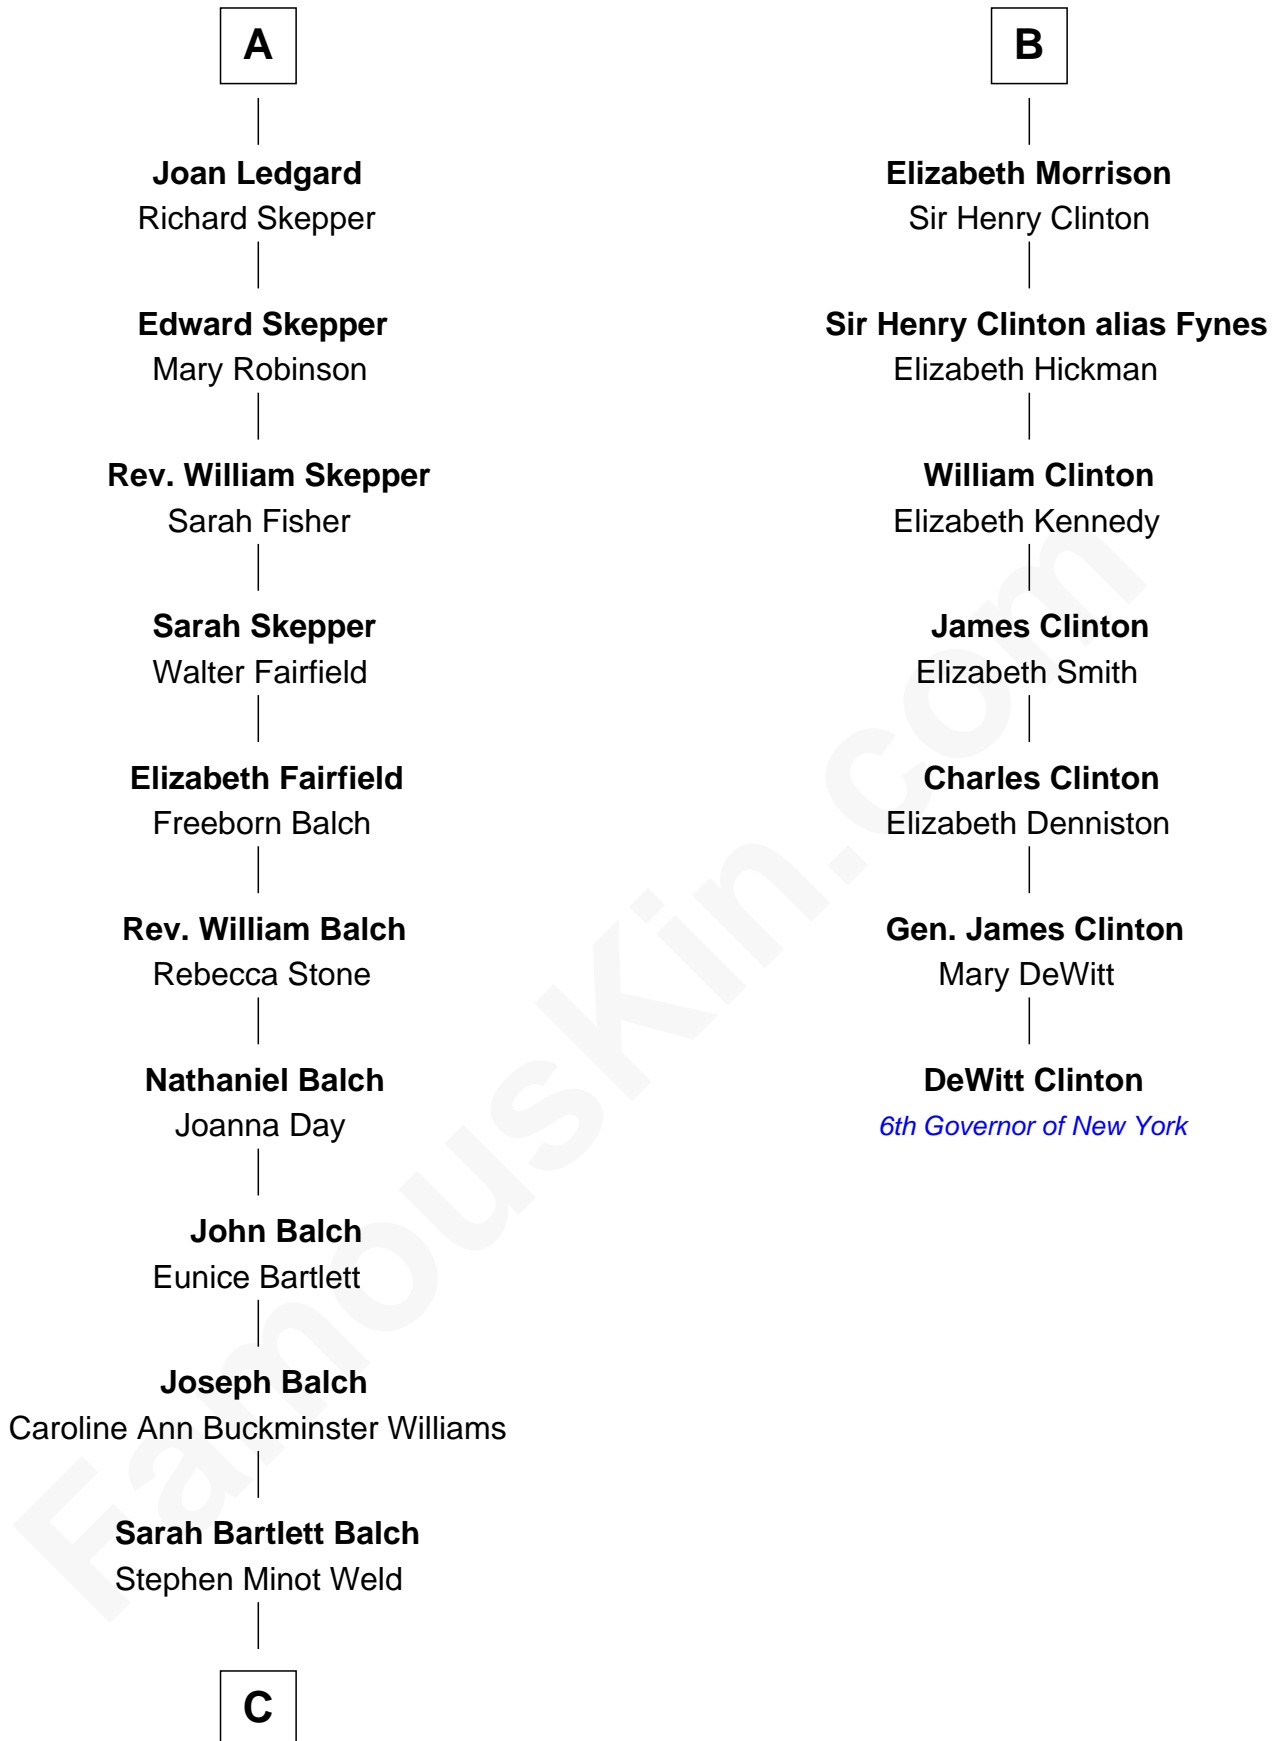 A
Joan Ledgard
Richard Skepper
Edward Skepper
Mary Robinson
Rev. William Skepper
Sarah Fisher
Sarah Skepper
Walter Fairfield
Elizabeth Fairfield
Freeborn Balch
Rev. William Balch
Rebecca Stone
Nathaniel Balch
Joanna Day
John Balch
Eunice Bartlett
Joseph Balch
Caroline Ann Buckminster Williams
Sarah Bartlett Balch
Stephen Minot Weld
C
B
Elizabeth Morrison
Sir Henry Clinton
Sir Henry Clinton alias Fynes
Elizabeth Hickman
William Clinton
Elizabeth Kennedy
James Clinton
Elizabeth Smith
Charles Clinton
Elizabeth Denniston
Gen. James Clinton
Mary DeWitt
DeWitt Clinton
6th Governor of New York
FamousKin.com